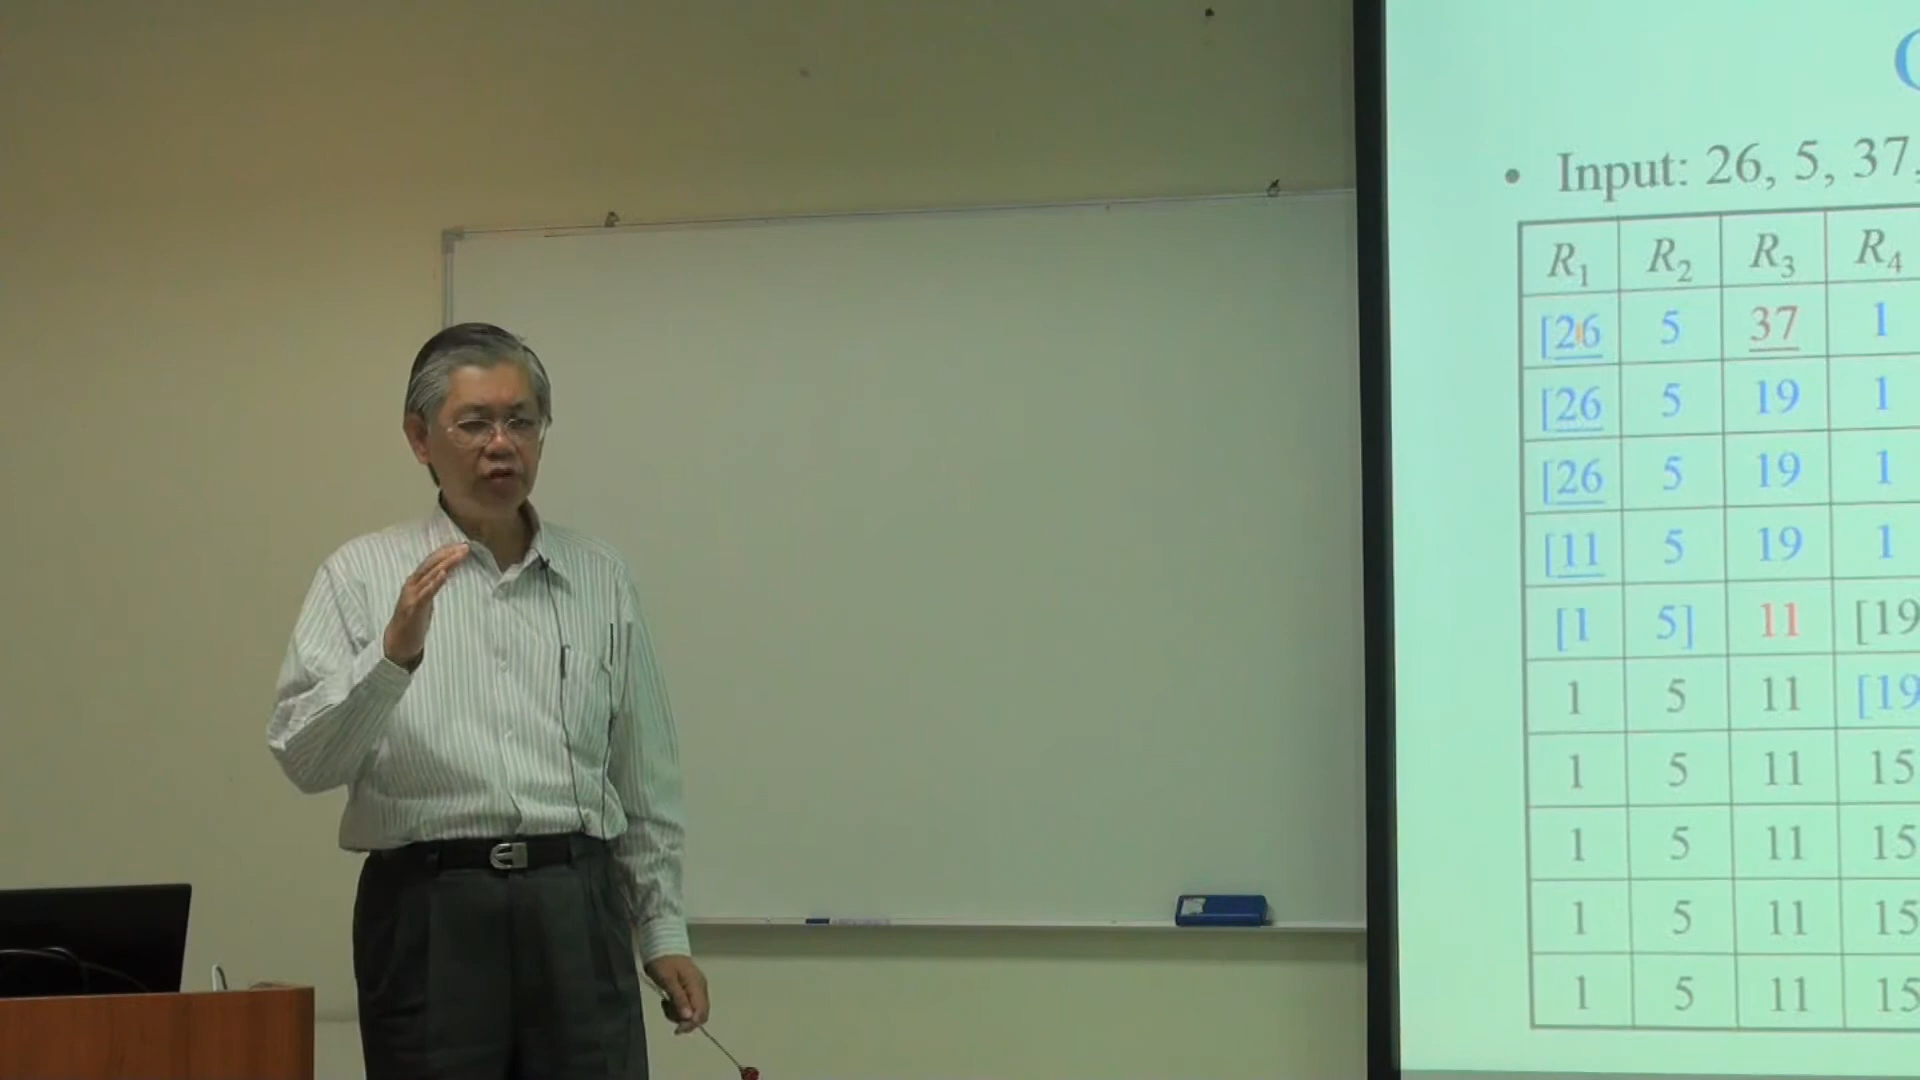 • Input: 26, 5, 37,
R1 R2 R3 R4
[26 5 37 1
[26 5 19 1
[26 5 19 1
[11 5 19 1
[1 5] 11 [19
1 5 11 [19
1 5 11 15
1 5 11 15
1 5 11 15
1 5 11 15